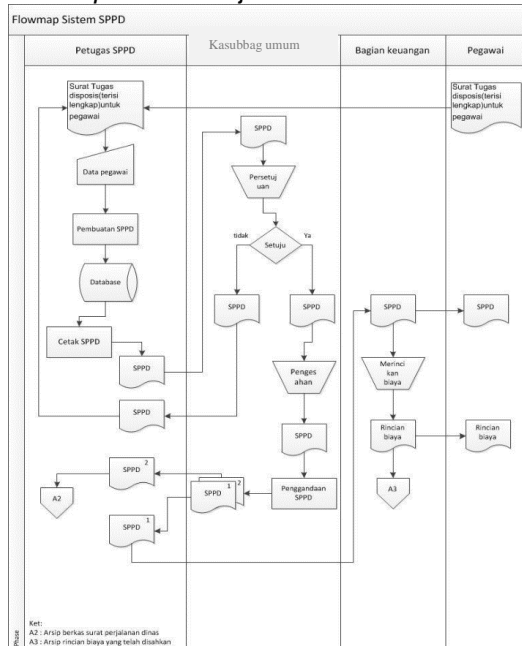 Flowmap Sistem SPPD
Petugas SPPD
Kasubbag umum
Bagian keuangan
Pegawai
Surat Tugas
disposis(terisi
lengkap)untuk
pegawai
Surat Tugas
disposis(terisi
lengkap)untuk
pegawai
SPPD
Data pegawai
Persetuj
uan
Pembuatan SPPD
tidak
Ya
Setuju
Database
SPPD
SPPD
SPPD
SPPD
Cetak SPPD
SPPD
Penges
ahan
Merinci
kan
biaya
SPPD
SPPD
Rincian
biaya
Rincian
biaya
SPPD 2
A2
SPPD 1
2
Penggandaan
SPPD
A3
SPPD 1
Ket:
A2 : Arsip berkas surat perjalanan dinas
A3 : Arsip rincian biaya yang telah disahkan
Phase